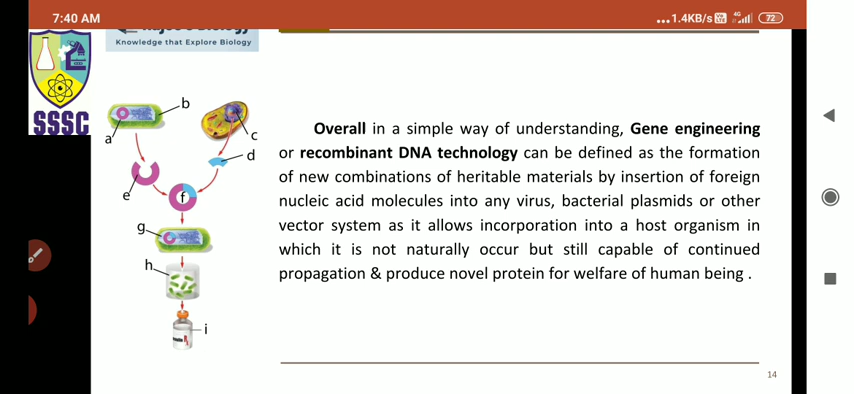 7:40 AM
...1.4KB/s 4G 72
Knowledge that Explore Biology
SSSC
b
a
c
d
e
f
g
h
i
Overall in a simple way of understanding, Gene engineering
or recombinant DNA technology can be defined as the formation
of new combinations of heritable materials by insertion of foreign
nucleic acid molecules into any virus, bacterial plasmids or other
vector system as it allows incorporation into a host organism in
which it is not naturally occur but still capable of continued
propagation & produce novel protein for welfare of human being .
14